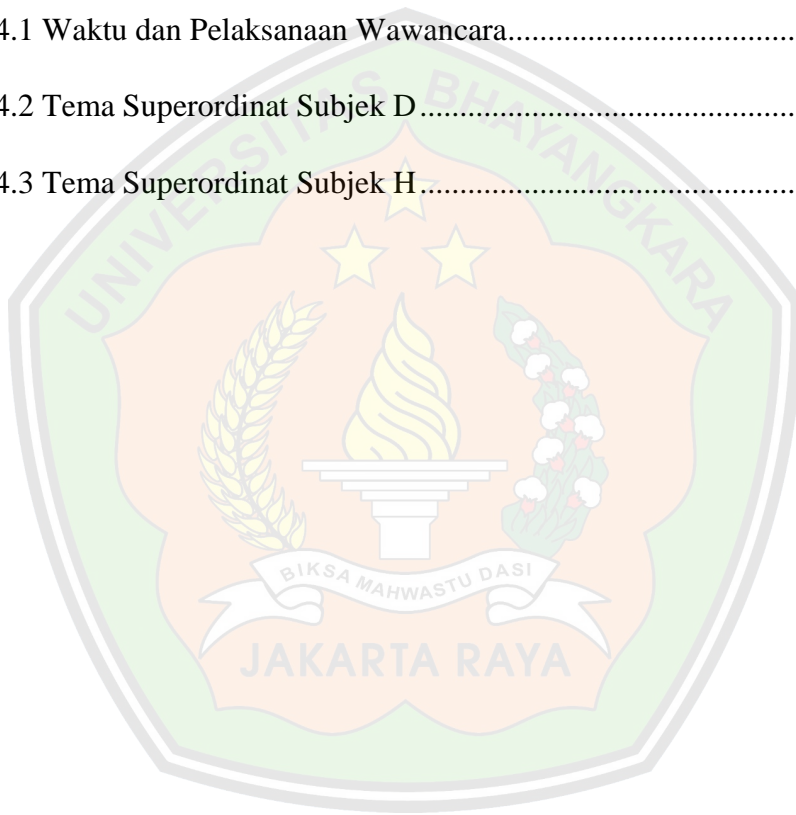 4.1 Waktu dan Pelaksanaan Wawancara...................................
4.2 Tema Superordinat Subjek D..............................................
4.3 Tema Superordinat Subjek H..............................................
UNIVERSITAS BHAYANGKARA
BIKSA MAHWASTU DASI
JAKARTA RAYA